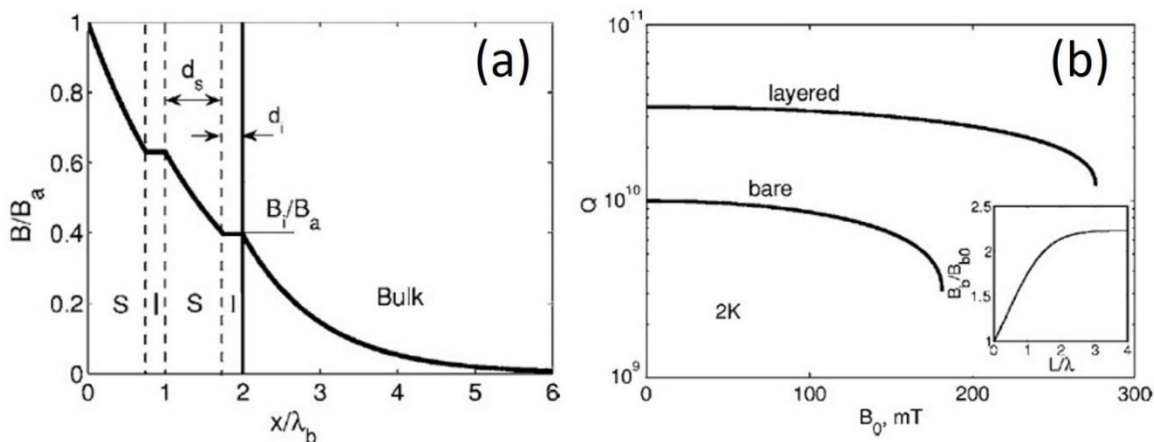 (a)
1
0.8
0.6
0.4
0.2
0
B/B_a
d_s
d_i
B_i/B_a
S
I
S
I
Bulk
0 1 2 3 4 5 6
x/λ_b
(b)
10^11
10^10
10^9
Q
layered
bare
2K
2.5
2
1.5
1
B_b/B_b0
0 1 2 3 4
L/λ
0 100 200 300
B_0, mT